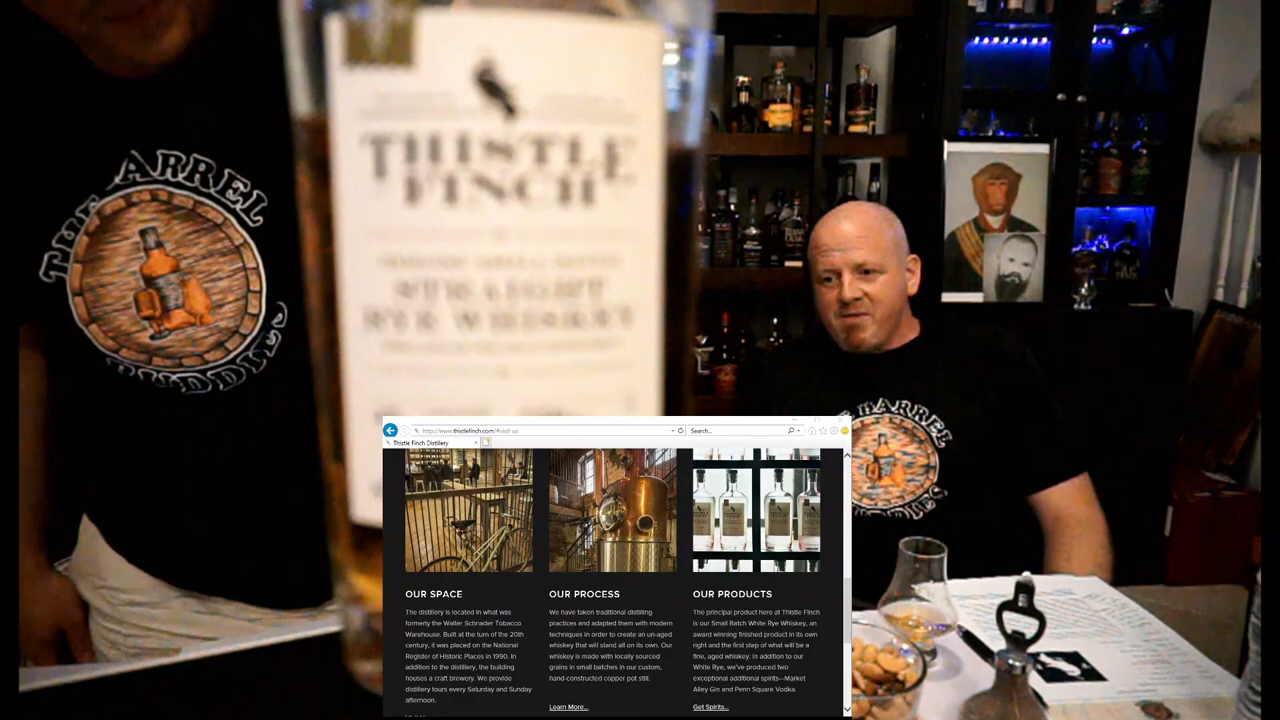 THE BARREL
BUDDIES
THISTLE
FINCH
STRAIGHT
RYE WHISKEY
BARREL
http://www.thistlefinch.com/#visit-us
Search...
Thistle Finch Distillery
OUR SPACE
The distillery is located in what was
formerly the Walter Schnader Tobacco
Warehouse. Built at the turn of the 20th
century, it was placed on the National
Register of Historic Places in 1990. In
addition to the distillery, the building
houses a craft brewery. We provide
distillery tours every Saturday and Sunday
afternoon.
OUR PROCESS
We have taken traditional distilling
practices and adapted them with modern
techniques in order to create an un-aged
whiskey that will stand all on its own. Our
whiskey is made with locally sourced
grains in small batches in our custom,
hand-constructed copper pot still.
Learn More...
OUR PRODUCTS
The principal product here at Thistle Finch
is our Small Batch White Rye Whiskey, an
award winning finished product in its own
right and the first step of what will be a
fine, aged whiskey. In addition to our
White Rye, we've produced two
exceptional additional spirits—Market
Alley Gin and Penn Square Vodka.
Get Spirits...